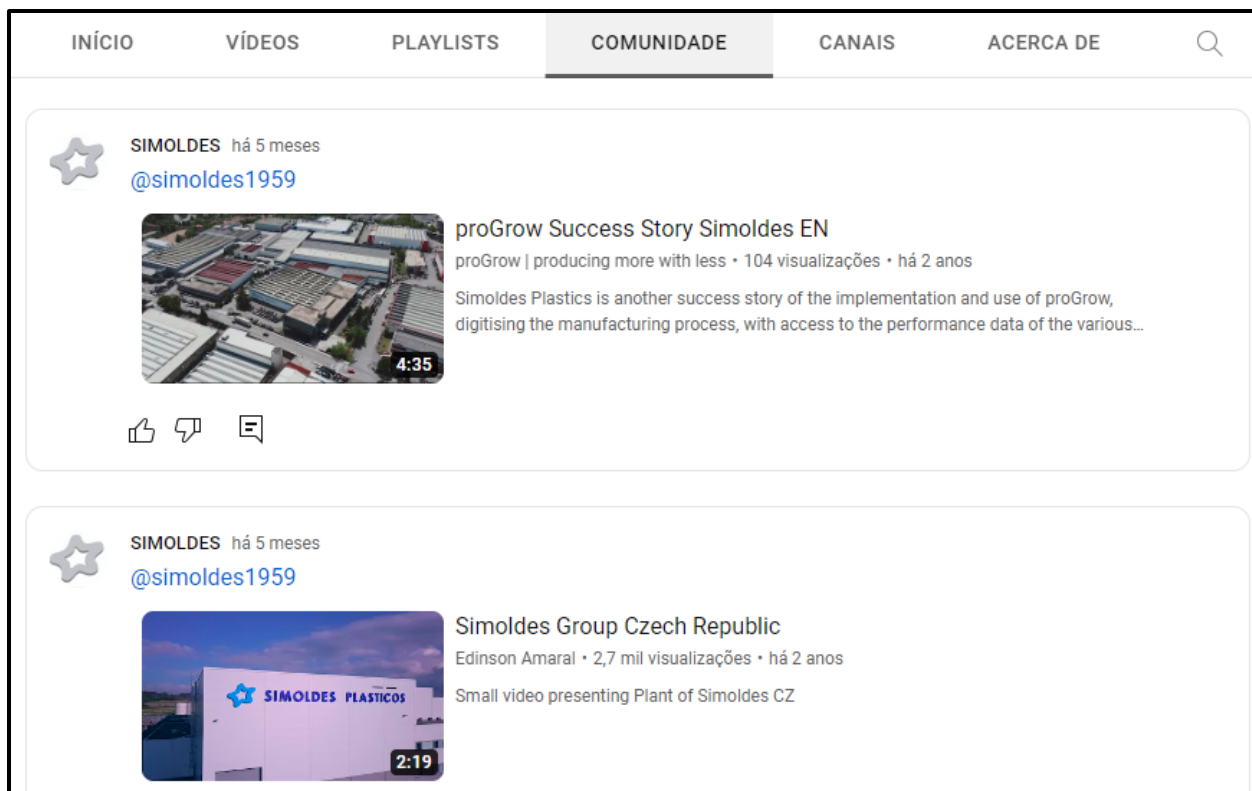 INÍCIO VÍDEOS PLAYLISTS COMUNIDADE CANAIS ACERCA DE
SIMOLDES há 5 meses
@simoldes1959
proGrow Success Story Simoldes EN
proGrow | producing more with less • 104 visualizações • há 2 anos
Simoldes Plastics is another success story of the implementation and use of proGrow,
digitising the manufacturing process, with access to the performance data of the various...
4:35
SIMOLDES há 5 meses
@simoldes1959
Simoldes Group Czech Republic
Edinson Amaral • 2,7 mil visualizações • há 2 anos
Small video presenting Plant of Simoldes CZ
SIMOLDES PLASTICOS
2:19